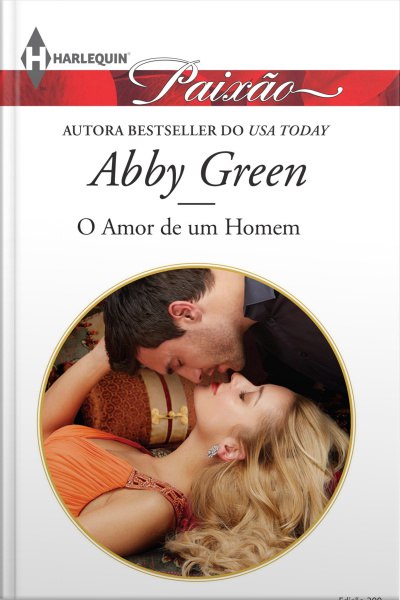 HARLEQUIN
Paixão
AUTORA BESTSELLER DO USA TODAY
Abby Green
O Amor de um Homem